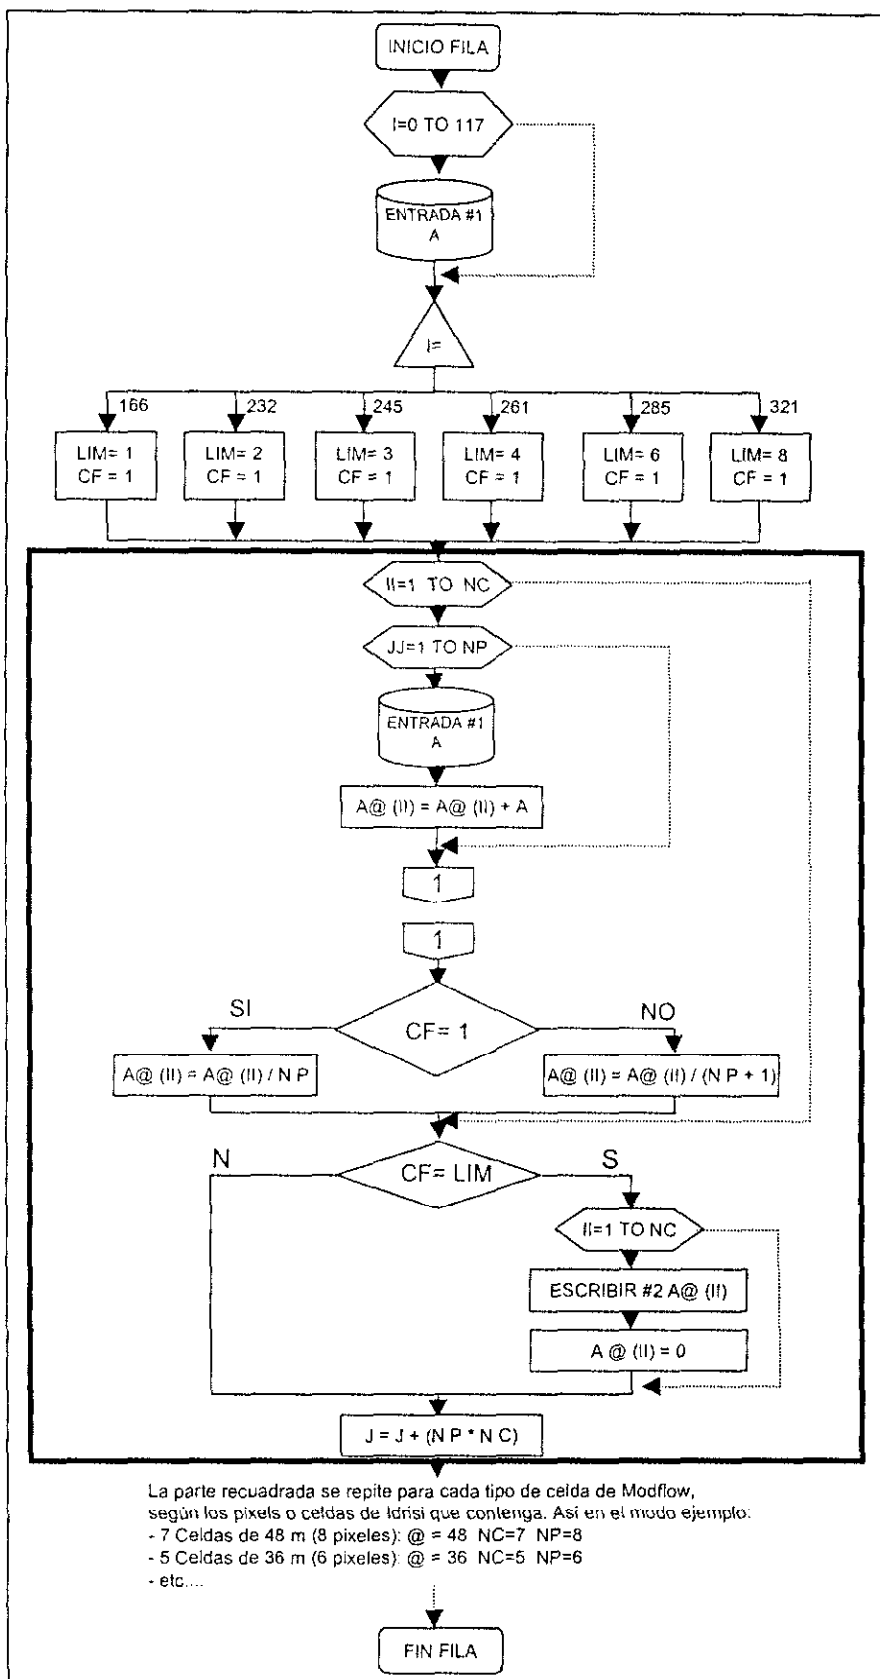 INICIO FILA
I=0 TO 117
ENTRADA #1
A
I=
166
232
245
261
285
321
LIM= 1
CF = 1
LIM= 2
CF = 1
LIM= 3
CF = 1
LIM= 4
CF = 1
LIM= 6
CF = 1
LIM= 8
CF = 1
II=1 TO NC
JJ=1 TO NP
ENTRADA #1
A
A@ (II) = A@ (II) + A
1
1
SI
CF= 1
NO
A@ (II) = A@ (II) / N P
A@ (II) = A@ (II) / (N P + 1)
N
CF= LIM
S
II=1 TO NC
ESCRIBIR #2 A@ (II)
A @ (II) = 0
J = J + (N P * N C)
La parte recuadrada se repite para cada tipo de celda de Modflow,
según los pixels o celdas de Idrisi que contenga. Así en el modo ejemplo:
- 7 Celdas de 48 m (8 pixeles): @ = 48 NC=7 NP=8
- 5 Celdas de 36 m (6 pixeles): @ = 36 NC=5 NP=6
- etc....
FIN FILA